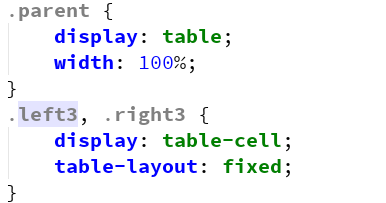 .parent {
    display: table;
    width: 100%;
}
.left3, .right3 {
    display: table-cell;
    table-layout: fixed;
}